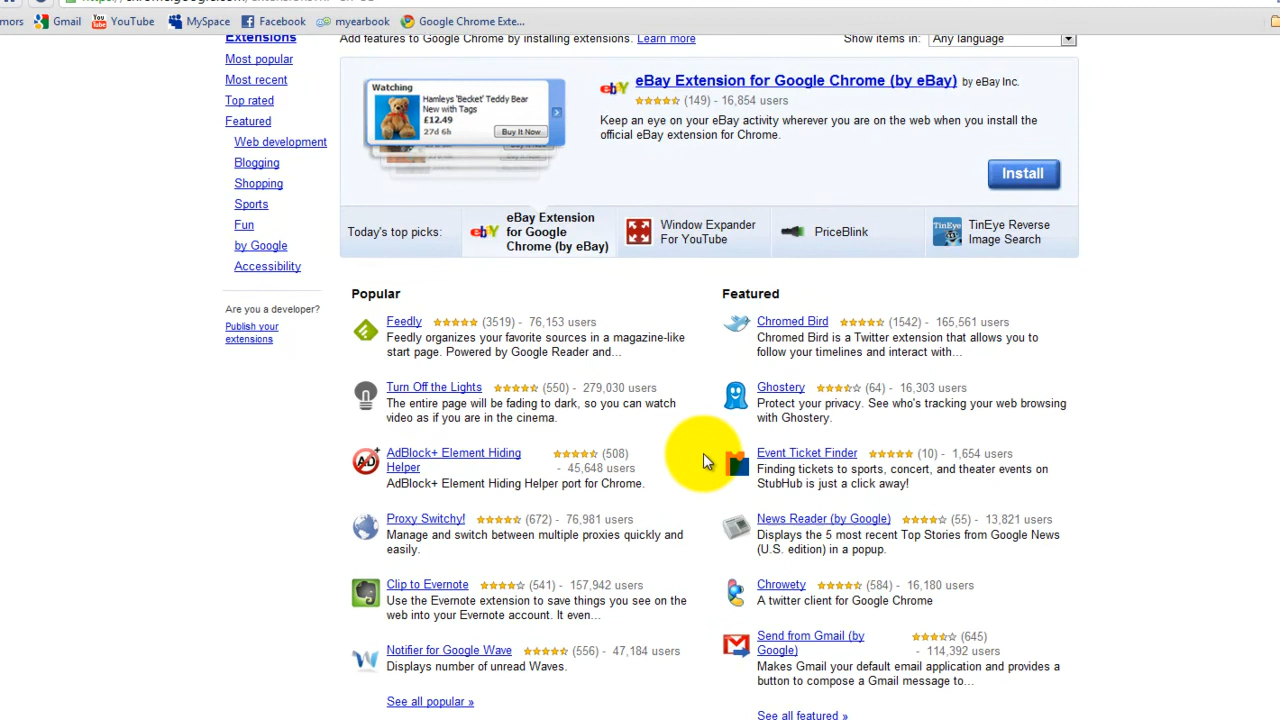 mors Gmail YouTube MySpace Facebook myearbook Google Chrome Exte...
Extensions
Most popular
Most recent
Top rated
Featured
Web development
Blogging
Shopping
Sports
Fun
by Google
Accessibility
Are you a developer?
Publish your
extensions
Add features to Google Chrome by installing extensions. Learn more
Show items in: Any language
Watching
Hamleys 'Becket' Teddy Bear
New with Tags
£12.49
27d 6h
Buy It Now
ebY
eBay Extension for Google Chrome (by eBay) by eBay Inc.
(149) - 16,854 users
Keep an eye on your eBay activity wherever you are on the web when you install the
official eBay extension for Chrome.
Install
Today's top picks:
ebY
eBay Extension
for Google
Chrome (by eBay)
Window Expander
For YouTube
PriceBlink
TinEye
TinEye Reverse
Image Search
Popular
Feedly (3519) - 76,153 users
Feedly organizes your favorite sources in a magazine-like
start page. Powered by Google Reader and...
Turn Off the Lights (550) - 279,030 users
The entire page will be fading to dark, so you can watch
video as if you are in the cinema.
AD
AdBlock+ Element Hiding (508)
Helper - 45,648 users
AdBlock+ Element Hiding Helper port for Chrome.
Proxy Switchy! (672) - 76,981 users
Manage and switch between multiple proxies quickly and
easily.
Clip to Evernote (541) - 157,942 users
Use the Evernote extension to save things you see on the
web into your Evernote account. It even...
Notifier for Google Wave (556) - 47,184 users
Displays number of unread Waves.
See all popular »
Featured
Chromed Bird (1542) - 165,561 users
Chromed Bird is a Twitter extension that allows you to
follow your timelines and interact with...
Ghostery (64) - 16,303 users
Protect your privacy. See who's tracking your web browsing
with Ghostery.
Event Ticket Finder (10) - 1,654 users
Finding tickets to sports, concert, and theater events on
StubHub is just a click away!
News Reader (by Google) (55) - 13,821 users
Displays the 5 most recent Top Stories from Google News
(U.S. edition) in a popup.
Chrowety (584) - 16,180 users
A twitter client for Google Chrome
Send from Gmail (by (645)
Google) - 114,392 users
Makes Gmail your default email application and provides a
button to compose a Gmail message to...
See all featured »